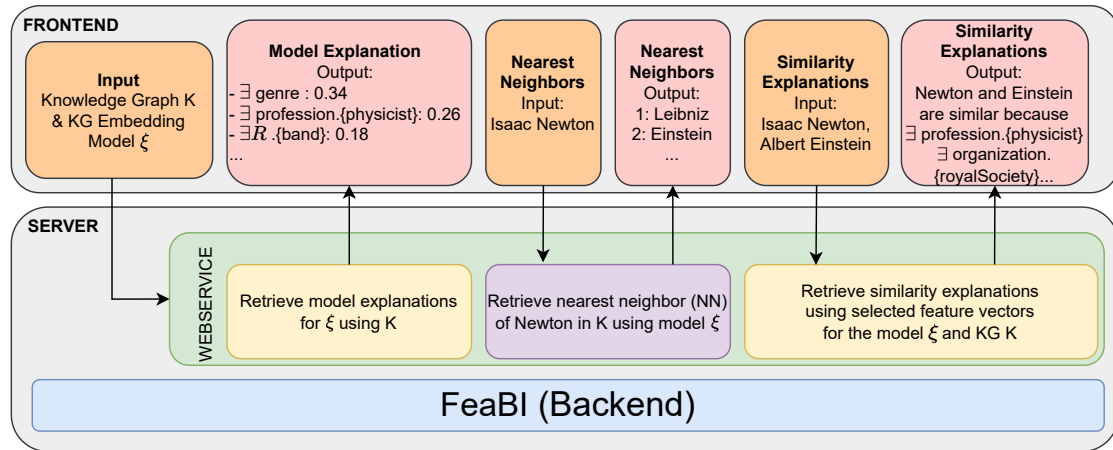 FRONTEND
Input
Knowledge Graph K
& KG Embedding
Model ξ
Model Explanation
Output:
- ∃ genre : 0.34
- ∃ profession.{physicist}: 0.26
- ∃R .{band}: 0.18
...
Nearest
Neighbors
Input:
Isaac Newton
Nearest
Neighbors
Output:
1: Leibniz
2: Einstein
...
Similarity
Explanations
Input:
Isaac Newton,
Albert Einstein
Similarity
Explanations
Output:
Newton and Einstein
are similar because
∃ profession.{physicist}
∃ organization.
{royalSociety}...
SERVER
WEBSERVICE
Retrieve model explanations
for ξ using K
Retrieve nearest neighbor (NN)
of Newton in K using model ξ
Retrieve similarity explanations
using selected feature vectors
for the model ξ and KG K
FeaBI (Backend)